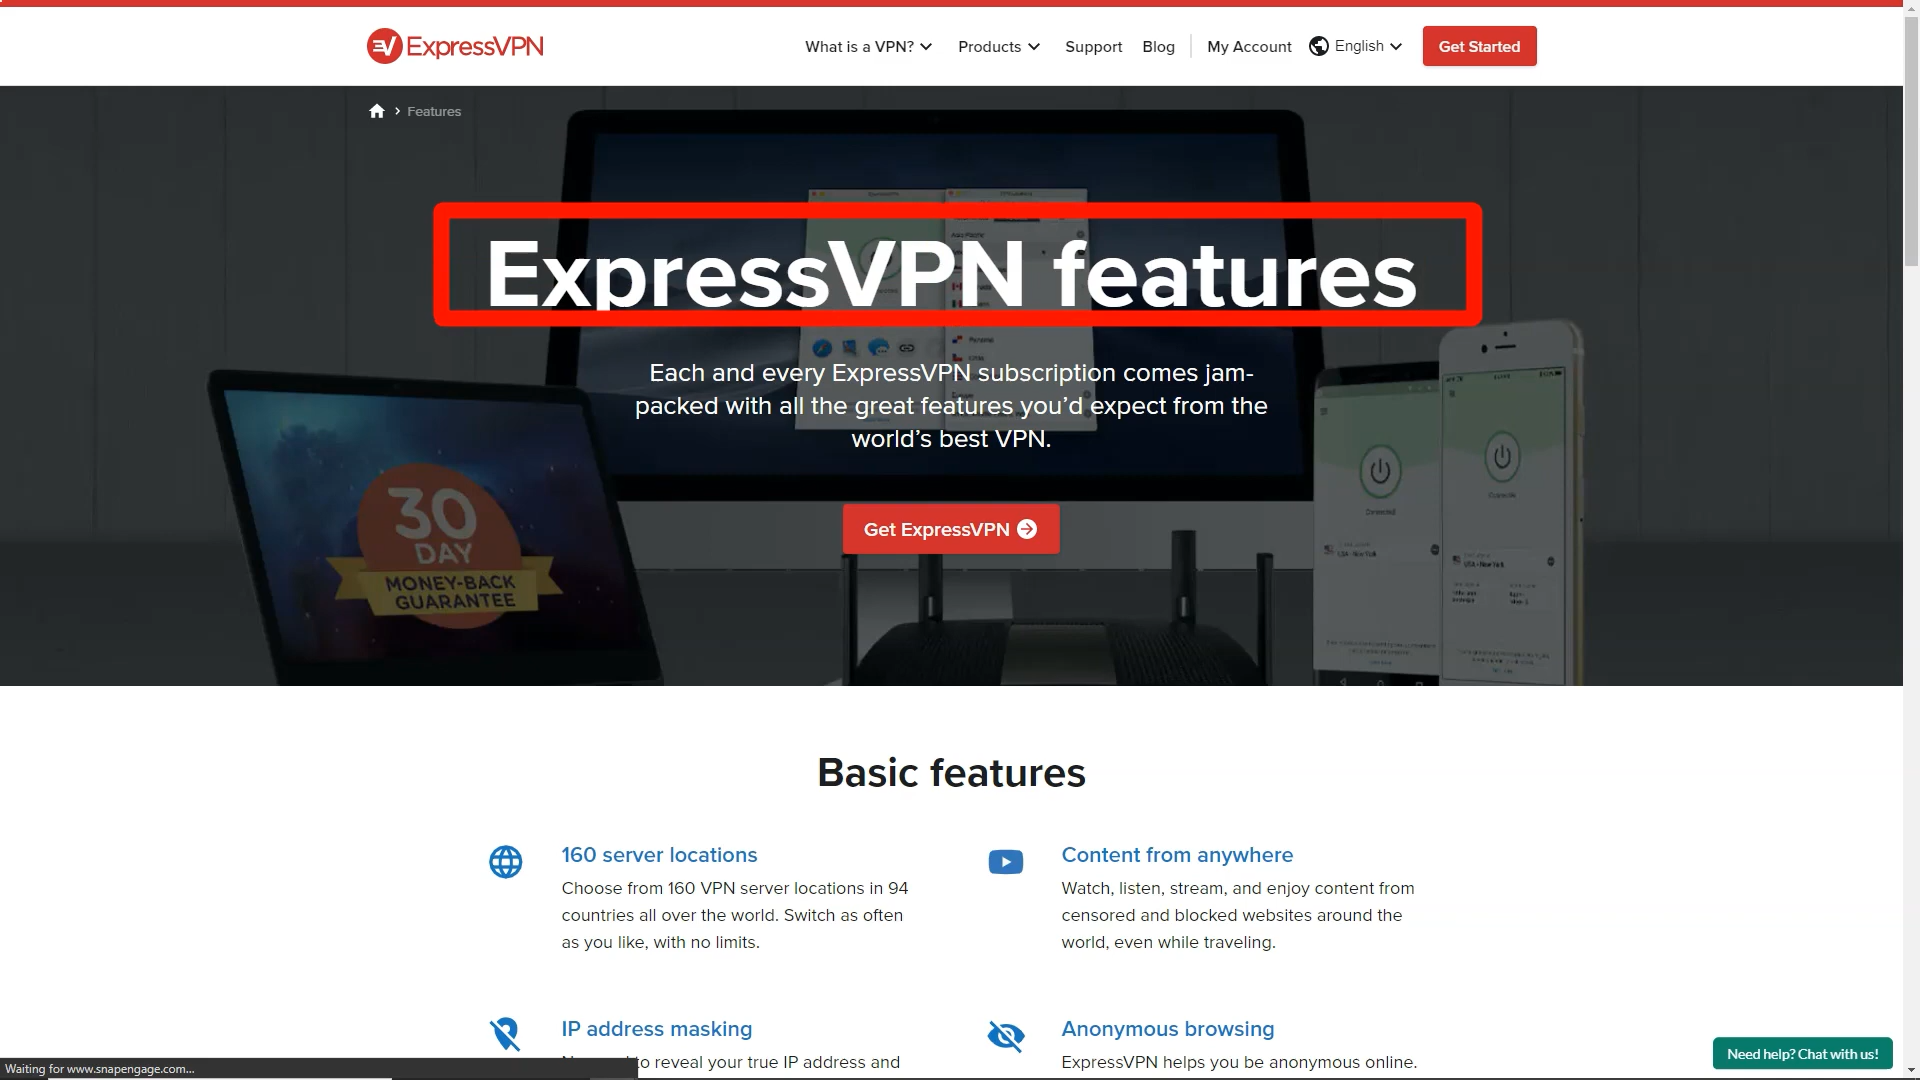 ExpressVPN
What is a VPN?
Products
Support
Blog
My Account
English
Get Started
Features
ExpressVPN features
Each and every ExpressVPN subscription comes jam-
packed with all the great features you’d expect from the
world’s best VPN.
Get ExpressVPN
30
DAY
MONEY-BACK
GUARANTEE
Basic features
160 server locations
Choose from 160 VPN server locations in 94
countries all over the world. Switch as often
as you like, with no limits.
Content from anywhere
Watch, listen, stream, and enjoy content from
censored and blocked websites around the
world, even while traveling.
IP address masking
to reveal your true IP address and
Anonymous browsing
ExpressVPN helps you be anonymous online.
Need help? Chat with us!
Waiting for www.snapengage.com...